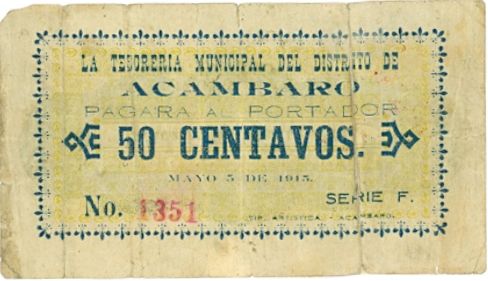 LA TESORERIA MUNICIPAL DEL DISTRITO DE
ACAMBARO
PAGARA AL PORTADOR
50 CENTAVOS.
MAYO 5 DE 1915.
SERIE F.
No. 1351
TIP. ARTISTICA - ACAMBARO.